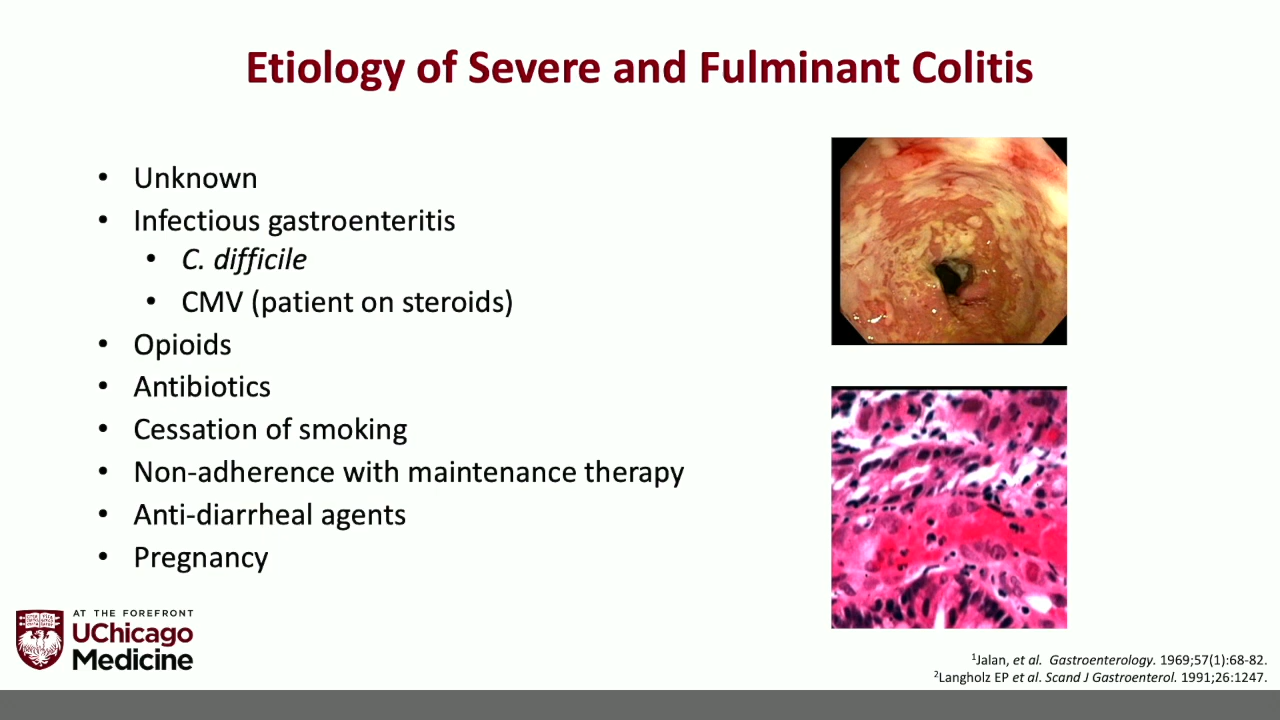 Etiology of Severe and Fulminant Colitis
• Unknown
• Infectious gastroenteritis
• C. difficile
• CMV (patient on steroids)
• Opioids
• Antibiotics
• Cessation of smoking
• Non-adherence with maintenance therapy
• Anti-diarrheal agents
• Pregnancy
AT THE FOREFRONT
UChicago
Medicine
¹Jalan, et al. Gastroenterology. 1969;57(1):68-82.
²Langholz EP et al. Scand J Gastroenterol. 1991;26:1247.